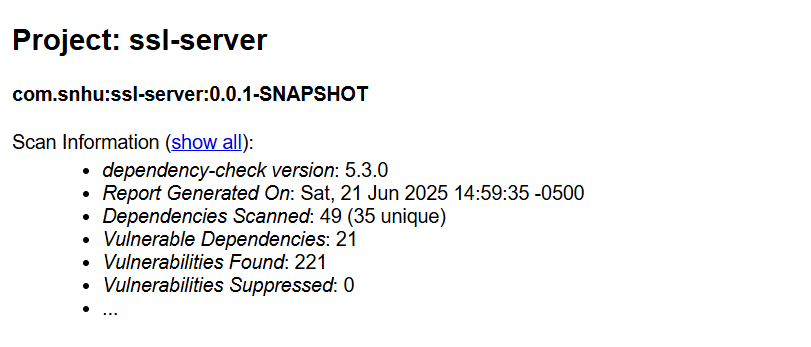 Project: ssl-server
com.snhu:ssl-server:0.0.1-SNAPSHOT
Scan Information (show all):
• dependency-check version: 5.3.0
• Report Generated On: Sat, 21 Jun 2025 14:59:35 -0500
• Dependencies Scanned: 49 (35 unique)
• Vulnerable Dependencies: 21
• Vulnerabilities Found: 221
• Vulnerabilities Suppressed: 0
• ...